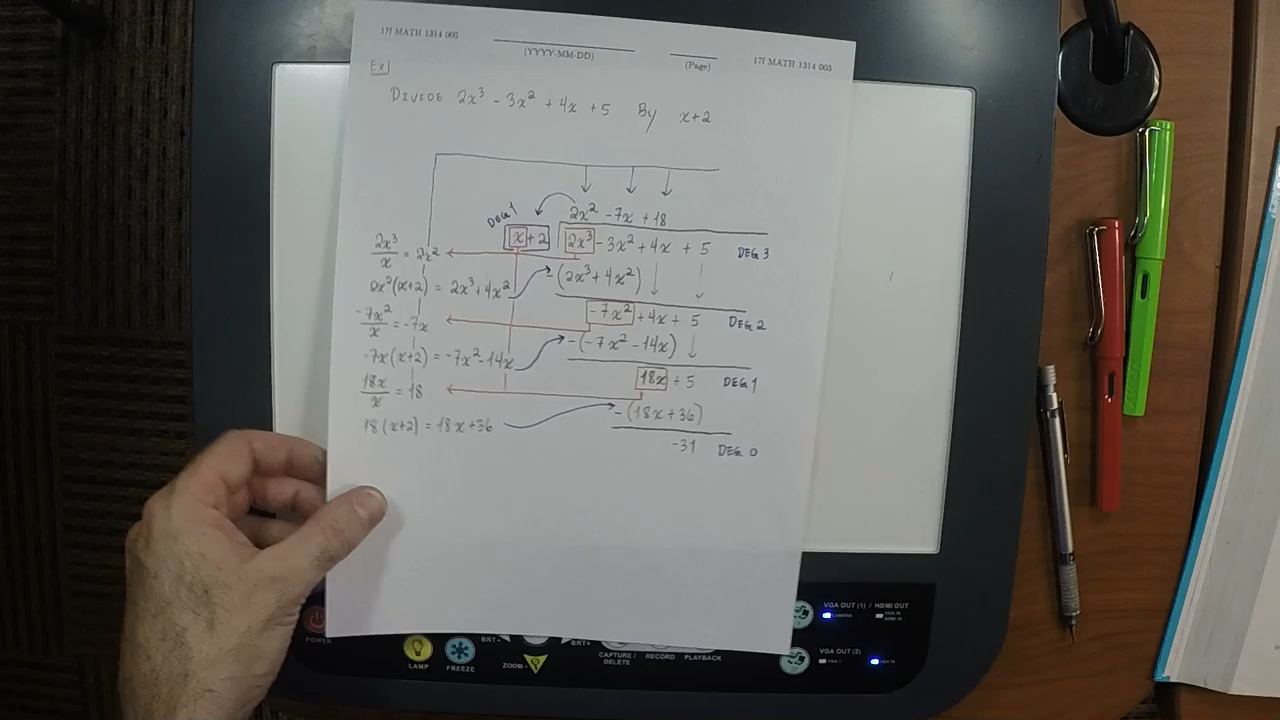 17f MATH 1314 005 (YYYY-MM-DD) (Page) 17f MATH 1314 005
Ex
DIVIDE 2x³ - 3x² + 4x + 5 By x+2
2x² - 7x + 18
DEG 1
x+2 2x³ - 3x² + 4x + 5 DEG 3
2x³/x = 2x²
-(2x³ + 4x²)
(x+2) = 2x³ + 4x²
-7x² + 4x + 5 DEG 2
-7x²/x = -7x
-(-7x² - 14x)
-7x(x+2) = -7x² - 14x
18x + 5 DEG 1
18x/x = 18
-(18x + 36)
18(x+2) = 18x + 36
-31 DEG 0
POWER
LAMP
FREEZE
BRT-
ZOOM-
BRT+
CAPTURE/
DELETE
RECORD
PLAYBACK
VGA OUT (1) / HDMI OUT
VGA OUT (2)